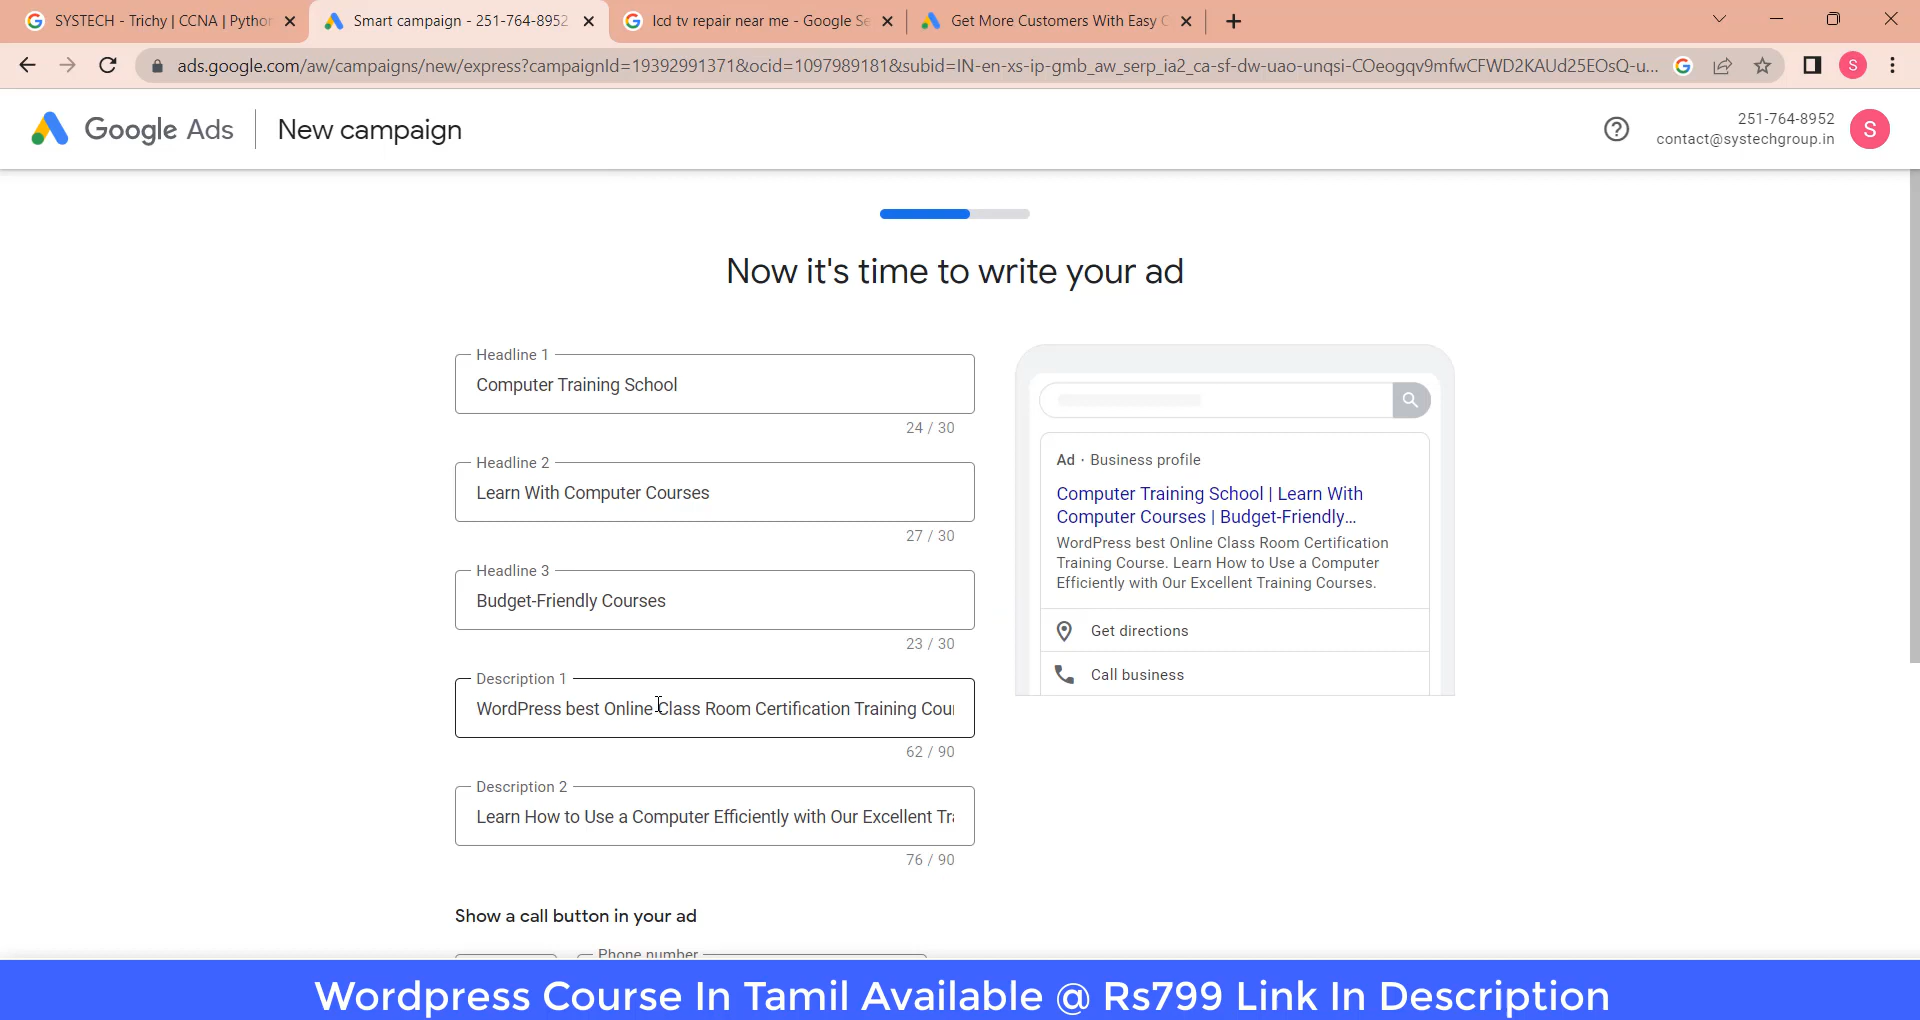 SYSTECH - Trichy | CCNA | Python
Smart campaign - 251-764-8952
lcd tv repair near me - Google Se
Get More Customers With Easy
ads.google.com/aw/campaigns/new/express?campaignId=19392991371&ocid=1097989181&subid=IN-en-xs-ip-gmb_aw_serp_ia2_ca-sf-dw-uao-unqsi-COeogqv9mfwCFWD2KAUd25EOsQ-u...
S
Google Ads
New campaign
251-764-8952
contact@systechgroup.in
S
Now it's time to write your ad
Headline 1
Computer Training School
24 / 30
Headline 2
Learn With Computer Courses
27 / 30
Headline 3
Budget-Friendly Courses
23 / 30
Description 1
WordPress best Online Class Room Certification Training Cour
62 / 90
Description 2
Learn How to Use a Computer Efficiently with Our Excellent Tra
76 / 90
Show a call button in your ad
Phone number
Ad · Business profile
Computer Training School | Learn With
Computer Courses | Budget-Friendly...
WordPress best Online Class Room Certification
Training Course. Learn How to Use a Computer
Efficiently with Our Excellent Training Courses.
Get directions
Call business
Wordpress Course In Tamil Available @ Rs799 Link In Description